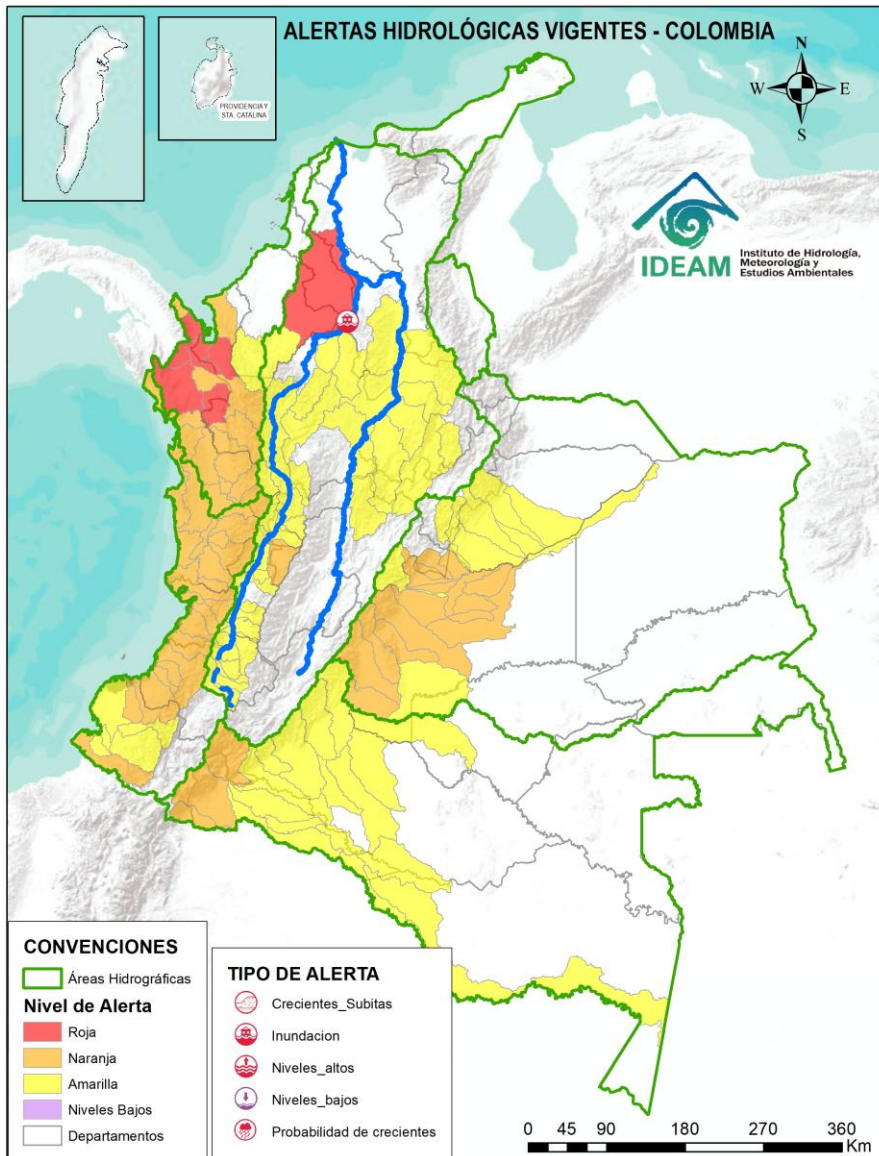 ALERTAS HIDROLÓGICAS VIGENTES - COLOMBIA
PROVIDENCIA Y
STA. CATALINA
N
W
E
S
IDEAM
Instituto de Hidrología,
Meteorología y
Estudios Ambientales
CONVENCIONES
Áreas Hidrográficas
Nivel de Alerta
Roja
Naranja
Amarilla
Niveles Bajos
Departamentos
TIPO DE ALERTA
Crecientes_Subitas
Inundacion
Niveles_altos
Niveles_bajos
Probabilidad de crecientes
0 45 90 180 270 360
Km